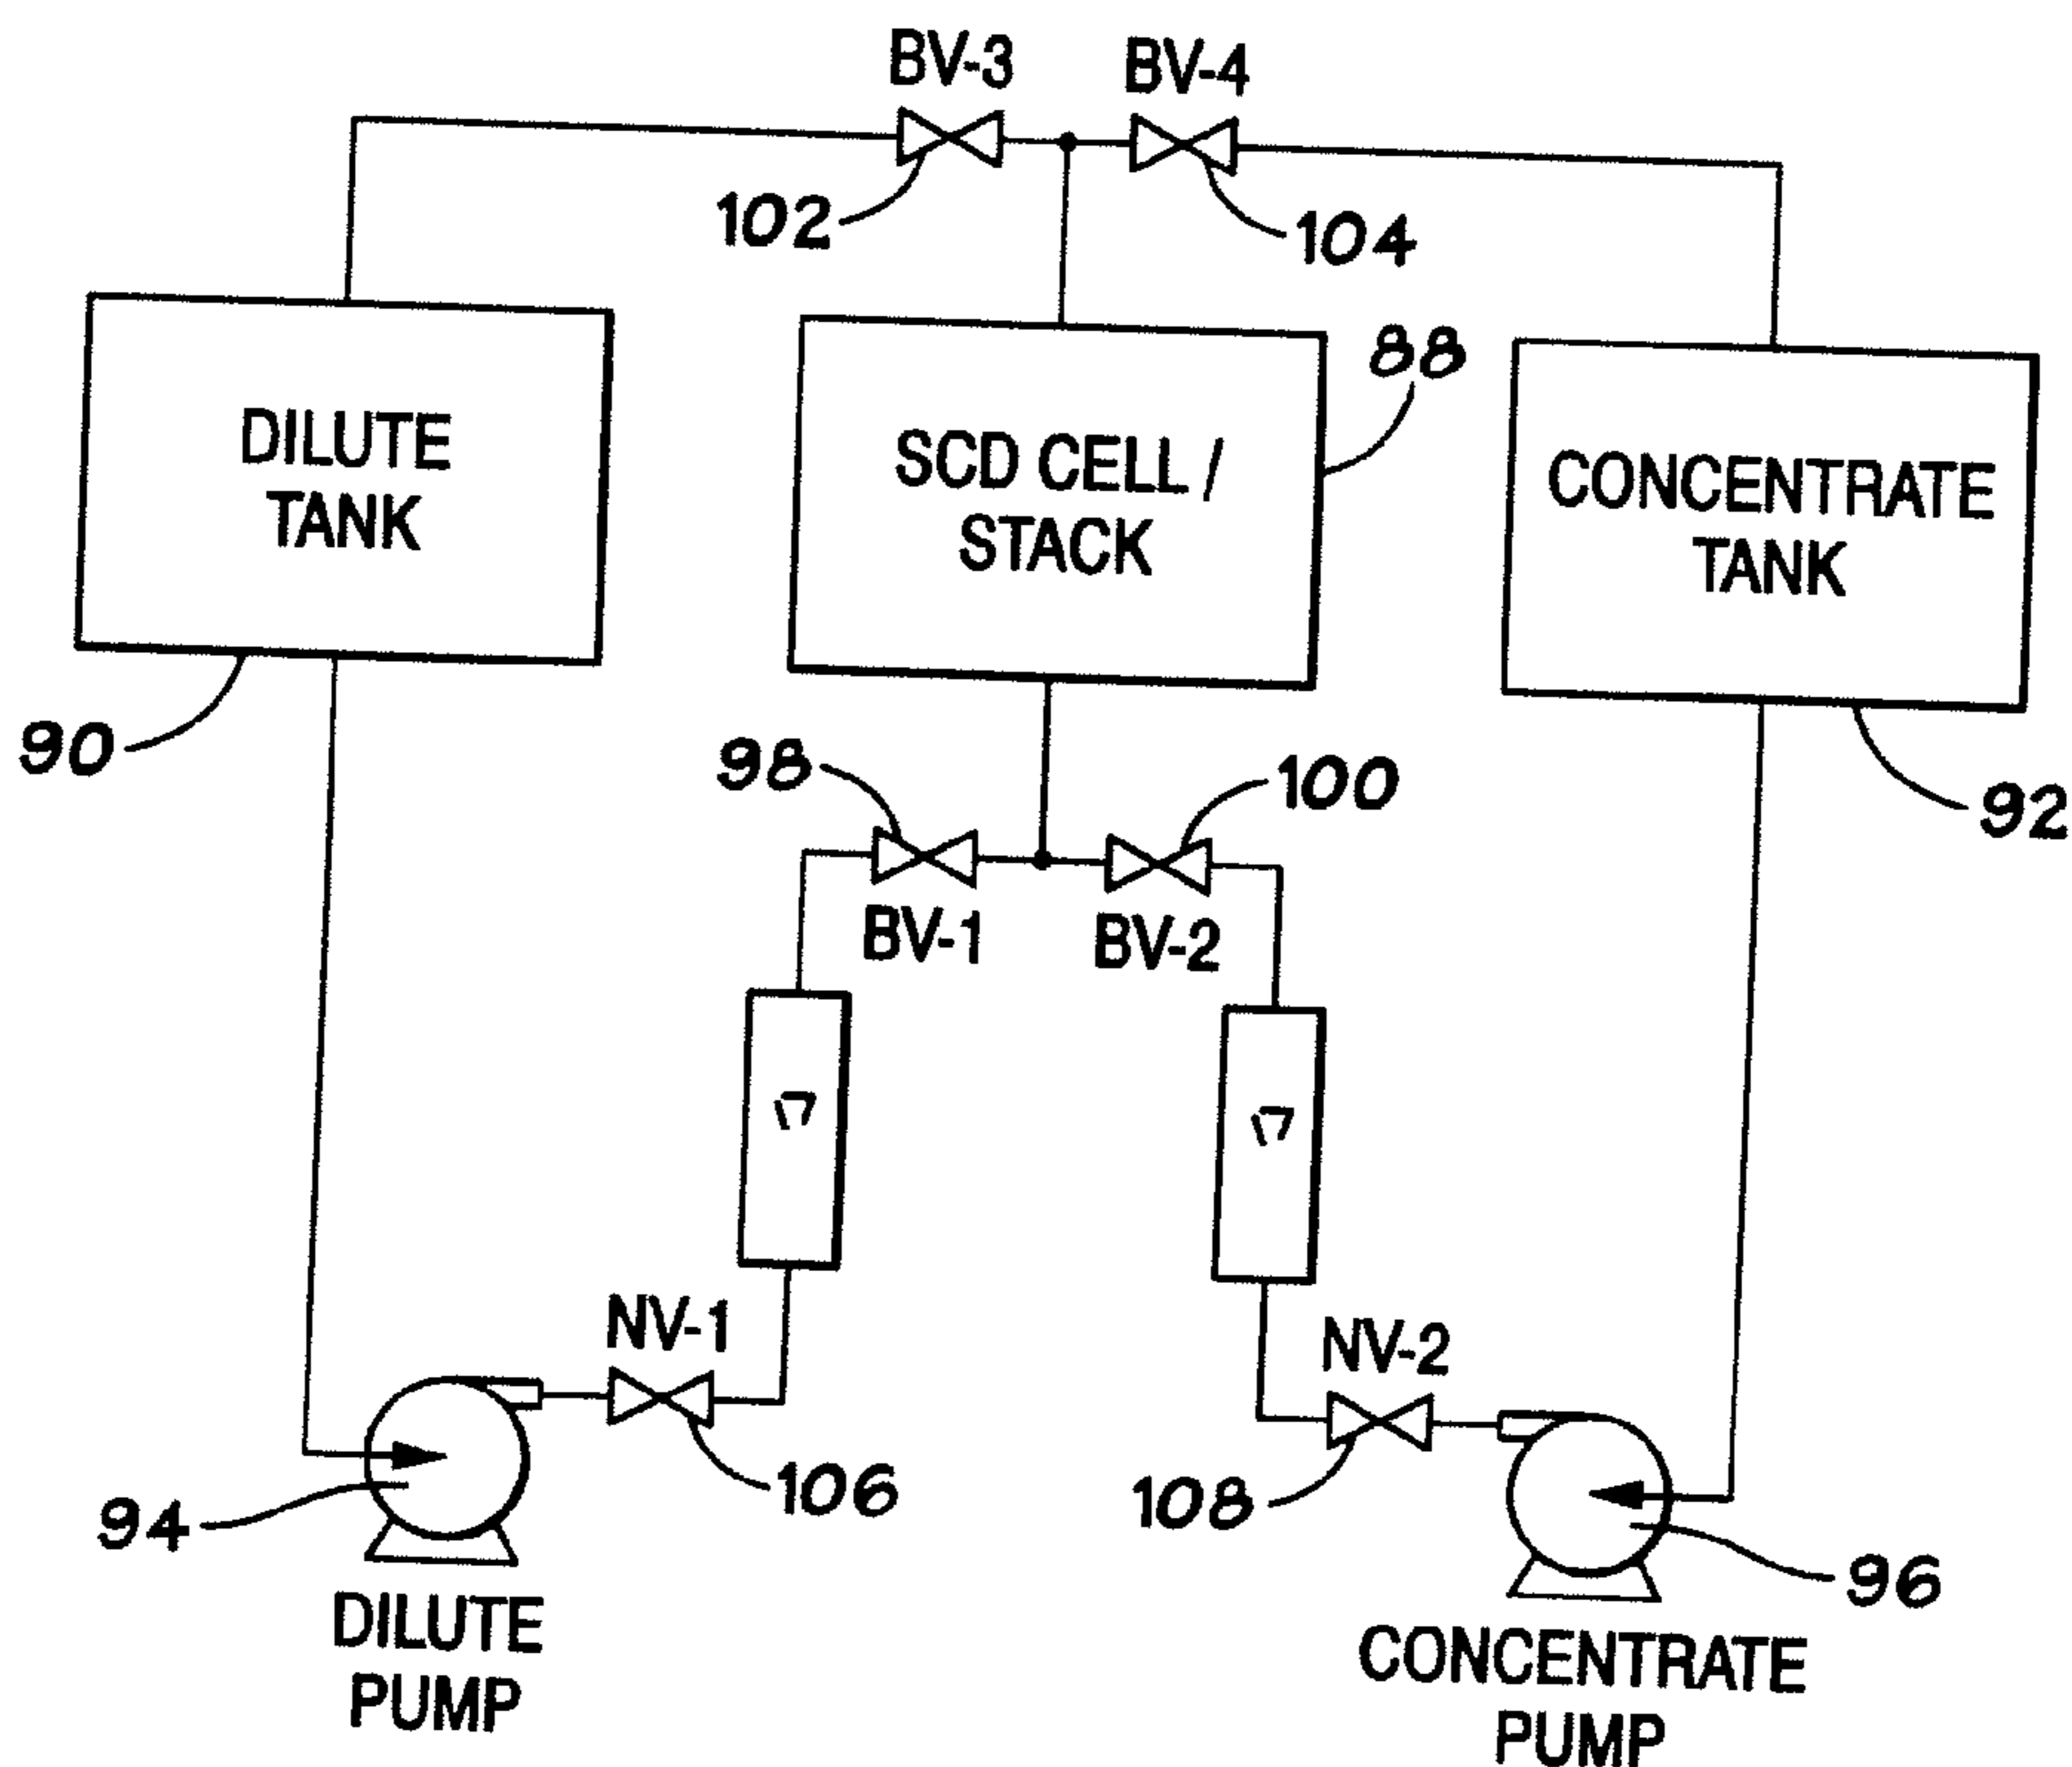 BV-3
BV-4
102
104
DILUTE
TANK
SCD CELL /
STACK
88
CONCENTRATE
TANK
90
98
100
92
BV-1
BV-2
NV-1
NV-2
94
106
108
96
DILUTE
PUMP
CONCENTRATE
PUMP